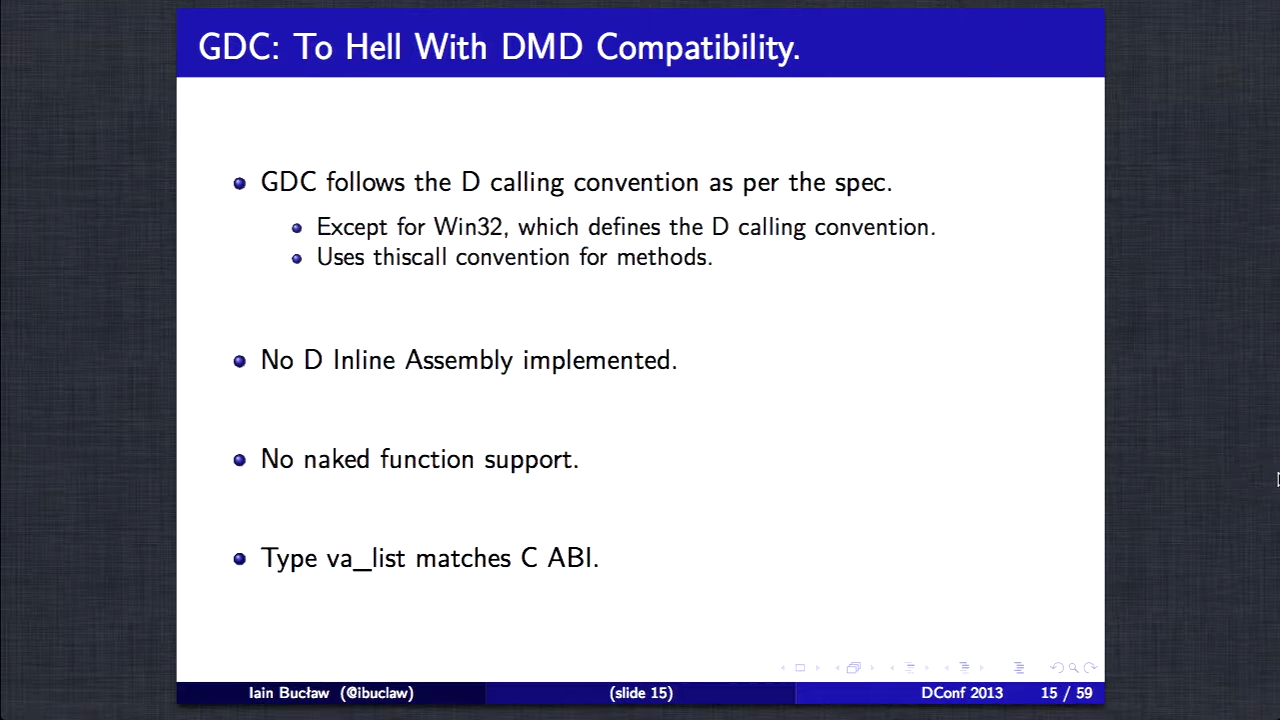 GDC: To Hell With DMD Compatibility.
GDC follows the D calling convention as per the spec.
Except for Win32, which defines the D calling convention.
Uses thiscall convention for methods.
No D Inline Assembly implemented.
No naked function support.
Type va_list matches C ABI.
Iain Bucław (@ibuclaw) (slide 15) DConf 2013 15 / 59